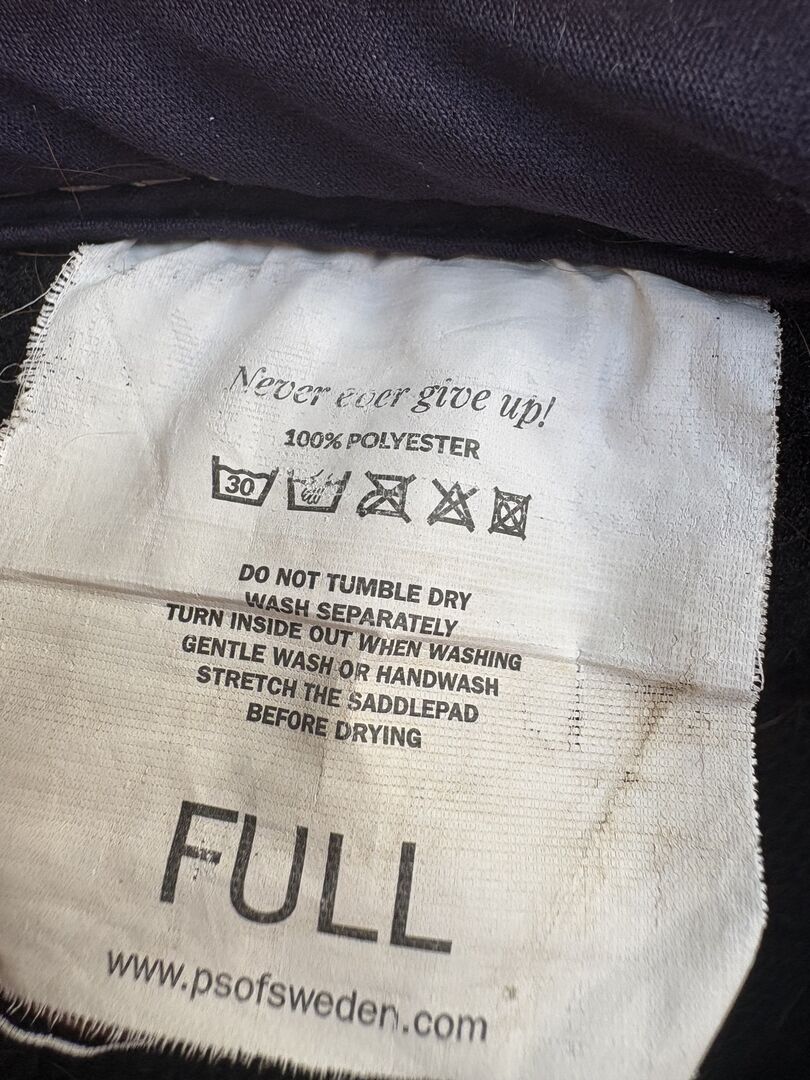 Never ever give up!
100% POLYESTER
30
DO NOT TUMBLE DRY
WASH SEPARATELY
TURN INSIDE OUT WHEN WASHING
GENTLE WASH OR HANDWASH
STRETCH THE SADDLEPAD
BEFORE DRYING
FULL
www.psofsweden.com